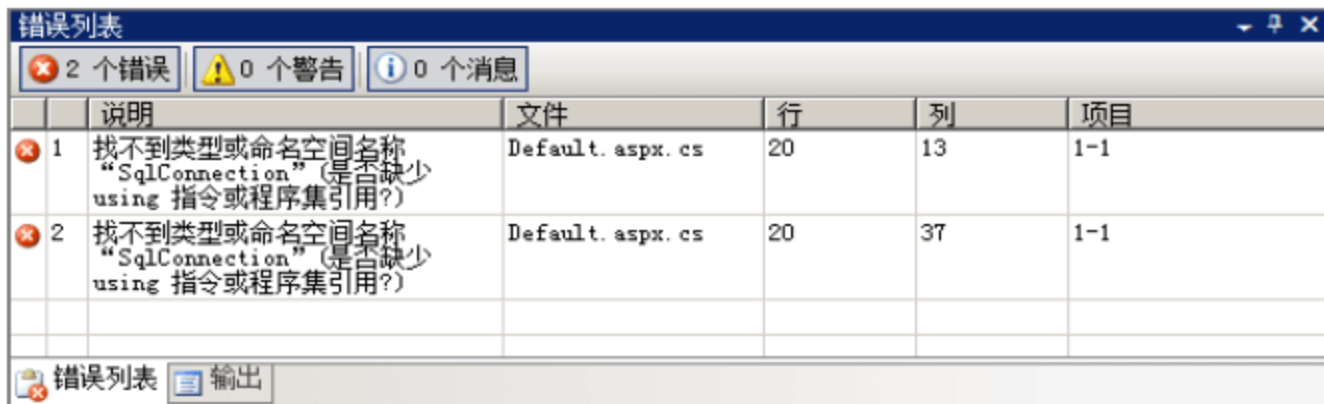 错误列表
2 个错误 0 个警告 0 个消息
说明 文件 行 列 项目
1 找不到类型或命名空间名称 Default.aspx.cs 20 13 1-1
“SqlConnection”(是否缺少
using 指令或程序集引用?)
2 找不到类型或命名空间名称 Default.aspx.cs 20 37 1-1
“SqlConnection”(是否缺少
using 指令或程序集引用?)
错误列表 输出